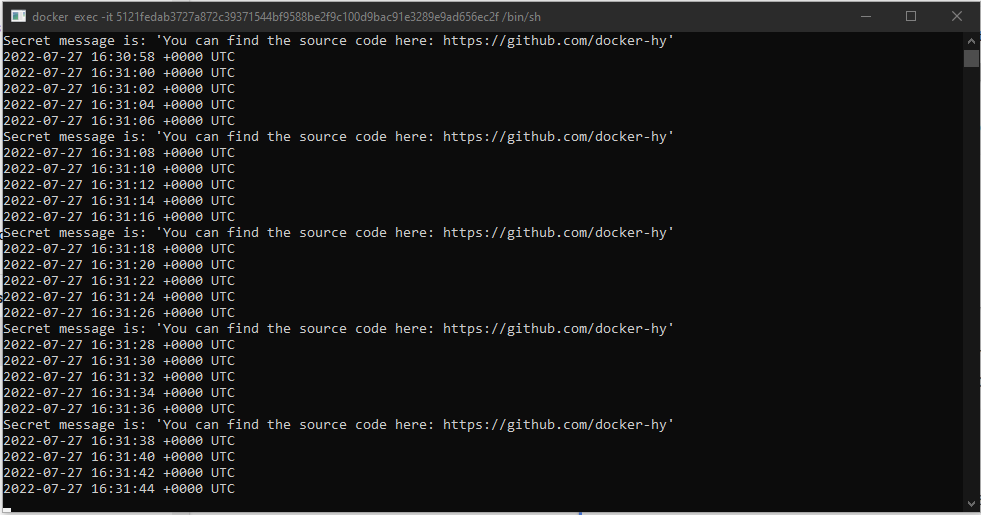 docker exec -it 5121fedab3727a872c39371544bf9588be2f9c100d9bac91e3289e9ad656ec2f /bin/sh
Secret message is: 'You can find the source code here: https://github.com/docker-hy'
2022-07-27 16:30:58 +0000 UTC
2022-07-27 16:31:00 +0000 UTC
2022-07-27 16:31:02 +0000 UTC
2022-07-27 16:31:04 +0000 UTC
2022-07-27 16:31:06 +0000 UTC
Secret message is: 'You can find the source code here: https://github.com/docker-hy'
2022-07-27 16:31:08 +0000 UTC
2022-07-27 16:31:10 +0000 UTC
2022-07-27 16:31:12 +0000 UTC
2022-07-27 16:31:14 +0000 UTC
2022-07-27 16:31:16 +0000 UTC
Secret message is: 'You can find the source code here: https://github.com/docker-hy'
2022-07-27 16:31:18 +0000 UTC
2022-07-27 16:31:20 +0000 UTC
2022-07-27 16:31:22 +0000 UTC
2022-07-27 16:31:24 +0000 UTC
2022-07-27 16:31:26 +0000 UTC
Secret message is: 'You can find the source code here: https://github.com/docker-hy'
2022-07-27 16:31:28 +0000 UTC
2022-07-27 16:31:30 +0000 UTC
2022-07-27 16:31:32 +0000 UTC
2022-07-27 16:31:34 +0000 UTC
2022-07-27 16:31:36 +0000 UTC
Secret message is: 'You can find the source code here: https://github.com/docker-hy'
2022-07-27 16:31:38 +0000 UTC
2022-07-27 16:31:40 +0000 UTC
2022-07-27 16:31:42 +0000 UTC
2022-07-27 16:31:44 +0000 UTC